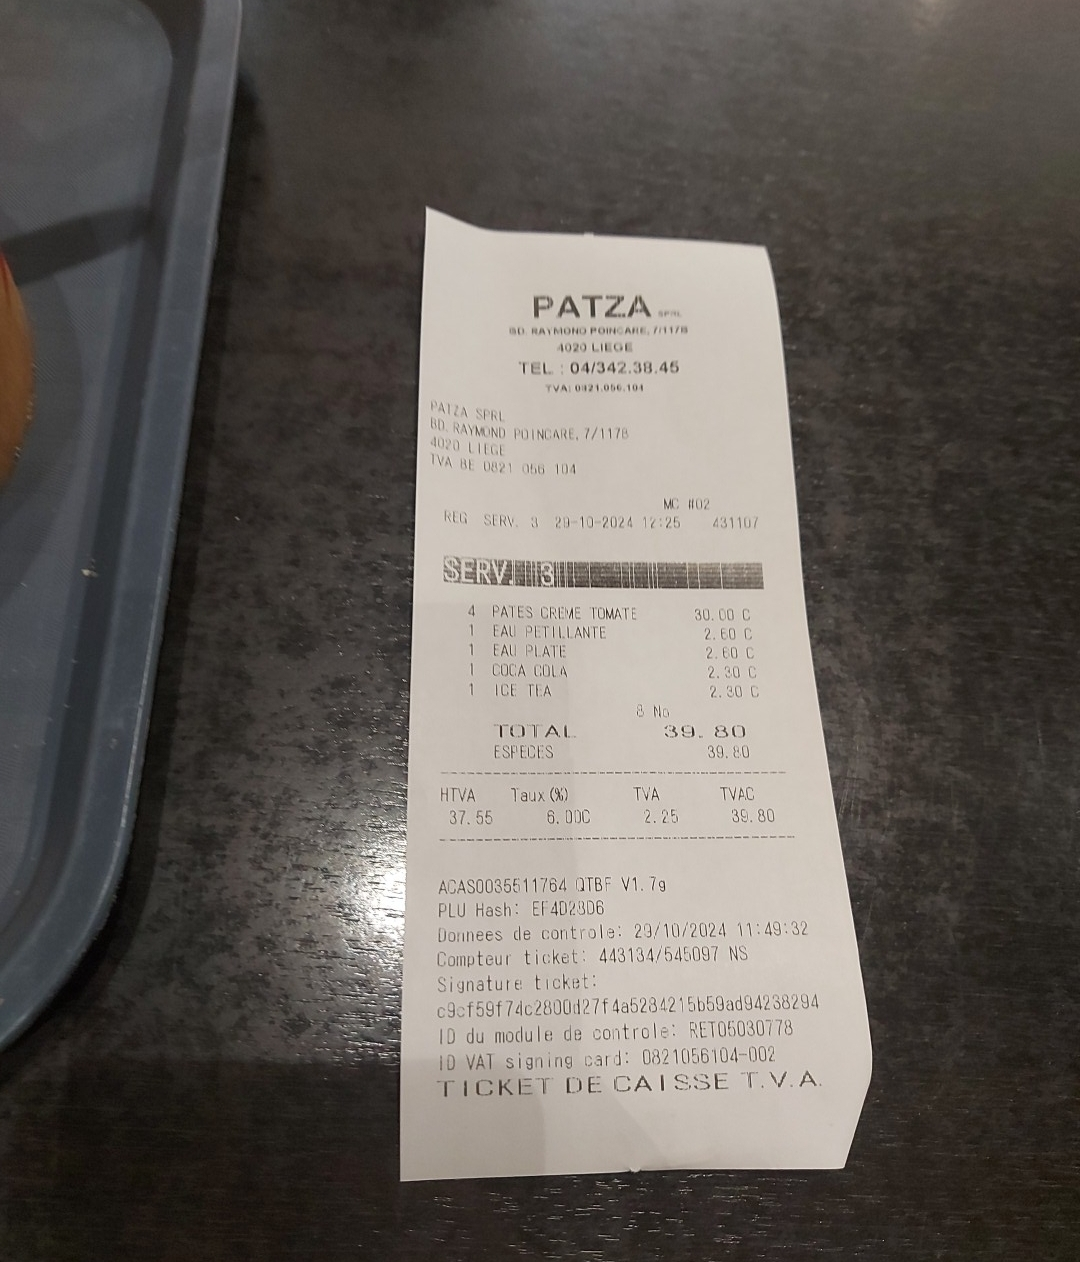 PATZA SPRL
BD. RAYMOND POINCARE, 7/117B
4020 LIEGE
TEL : 04/342.38.45
TVA: 0821.056.104
PATZA SPRL
BD. RAYMOND POINCARE, 7/117B
4020 LIEGE
TVA BE 0821 056 104
MC #02
REG SERV. 3 29-10-2024 12:25 431107
SERV. 3
4 PATES CREME TOMATE 30.00 C
1 EAU PETILLANTE 2.60 C
1 EAU PLATE 2.60 C
1 COCA COLA 2.30 C
1 ICE TEA 2.30 C
8 No
TOTAL 39.80
ESPECES 39.80
HTVA Taux (%) TVA TVAC
37.55 6.00C 2.25 39.80
ACAS0035511764 QTBF V1.7g
PLU Hash: EF4D28D6
Donnees de controle: 29/10/2024 11:49:32
Compteur ticket: 443134/545097 NS
Signature ticket:
c9cf59f74c2800d27f4a5284215b59ad94238294
ID du module de controle: RET05030778
ID VAT signing card: 0821056104-002
TICKET DE CAISSE T.V.A.